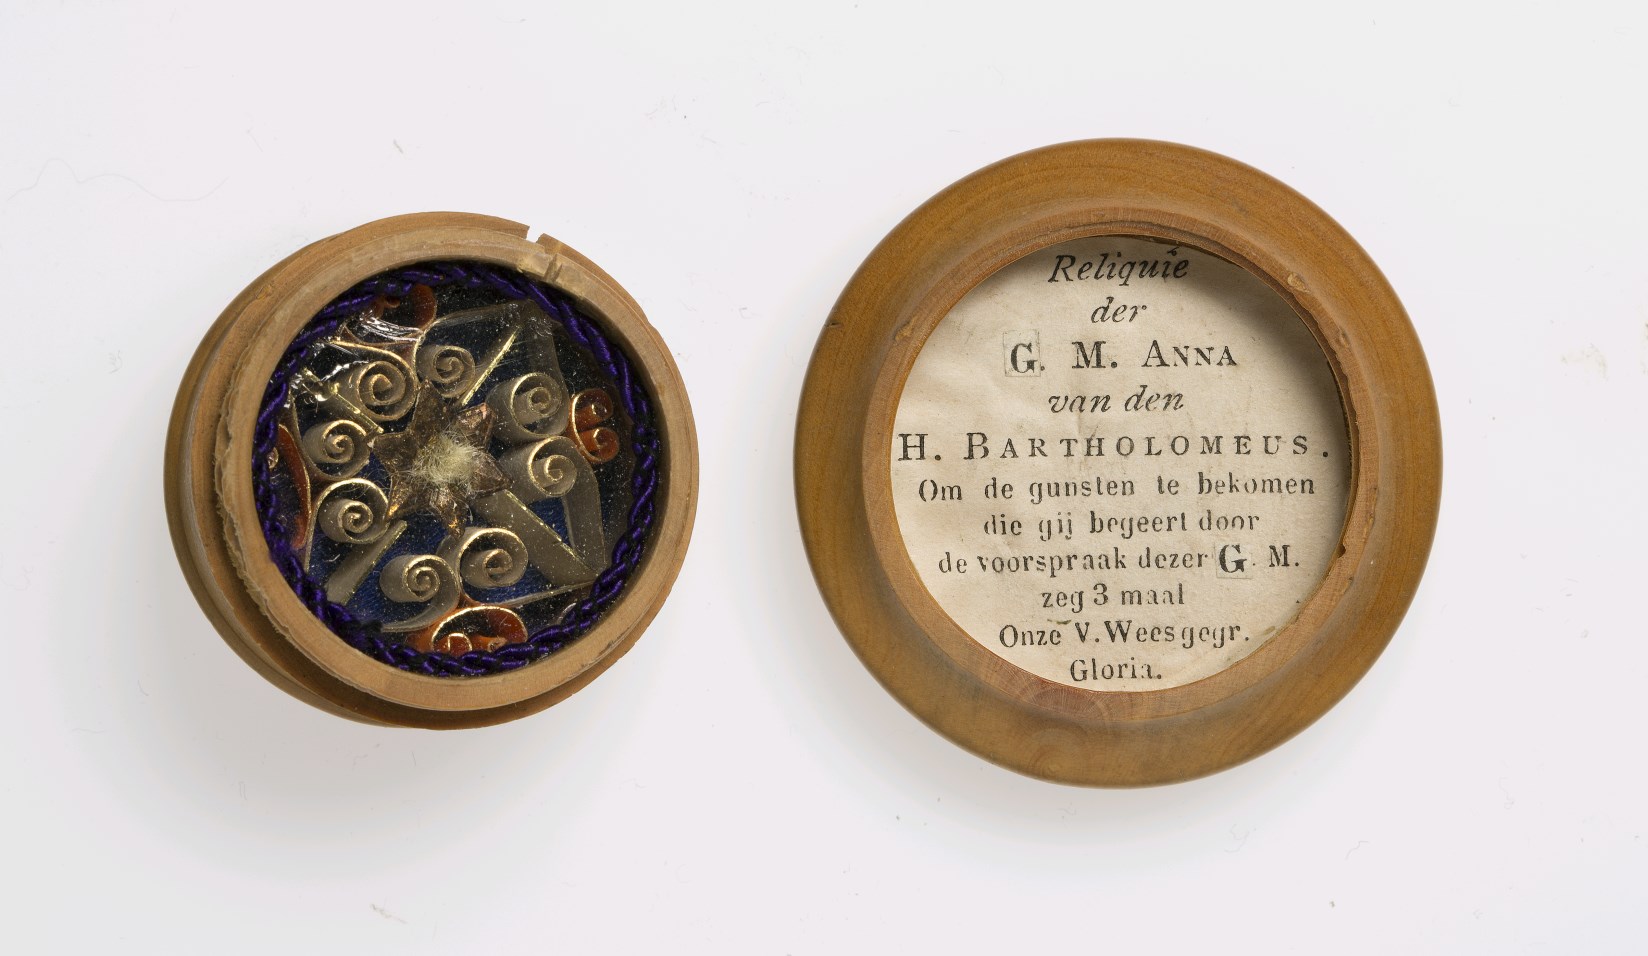 Reliquie
der
G. M. ANNA
van den
H. BARTHOLOMEUS.
Om de gunsten te bekomen
die gij begeert door
de voorspraak dezer G. M.
zeg 3 maal
Onze V. Weesgegr.
Gloria.